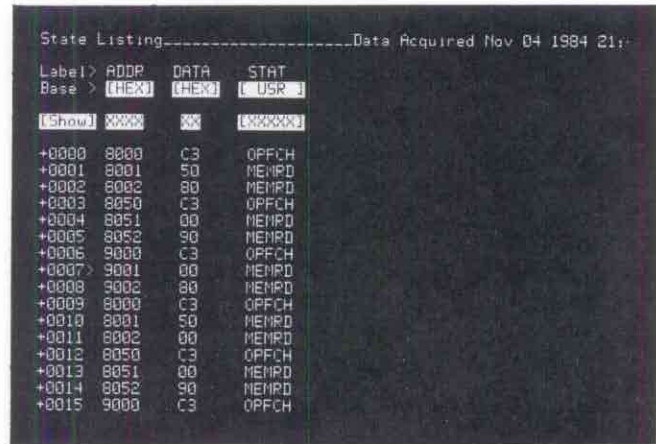 State Listing____________________Data Acquired Nov 04 1984 21:
Label> ADDR DATA STAT
Base > [HEX] [HEX] [ USR ]
[Show] XXXX XX [XXXXX]
+0000 8000 C3 OPFCH
+0001 8001 50 MEMRD
+0002 8002 80 MEMRD
+0003 8050 C3 OPFCH
+0004 8051 00 MEMRD
+0005 8052 90 MEMRD
+0006 9000 C3 OPFCH
+0007> 9001 00 MEMRD
+0008 9002 80 MEMRD
+0009 8000 C3 OPFCH
+0010 8001 50 MEMRD
+0011 8002 80 MEMRD
+0012 8050 C3 OPFCH
+0013 8051 00 MEMRD
+0014 8052 90 MEMRD
+0015 9000 C3 OPFCH